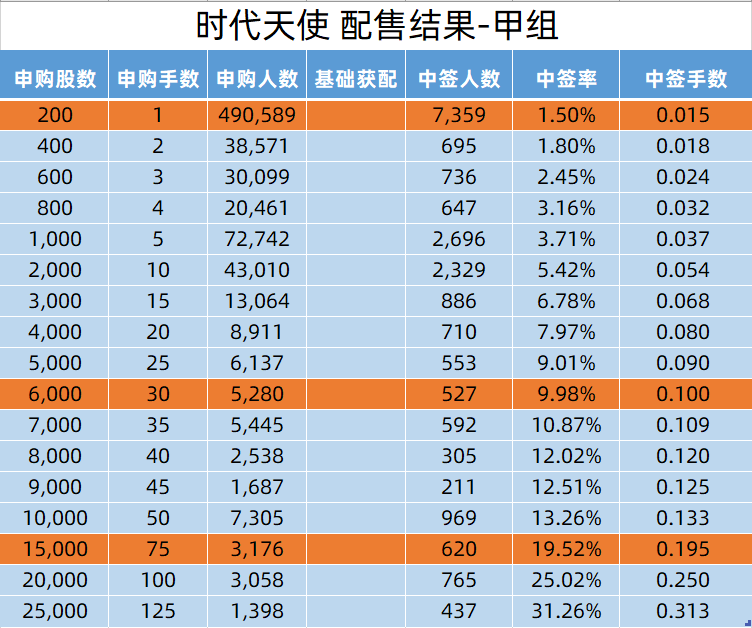 时代天使 配售结果-甲组
申购股数 申购手数 申购人数 基础获配 中签人数 中签率 中签手数
200 1 490,589 7,359 1.50% 0.015
400 2 38,571 695 1.80% 0.018
600 3 30,099 736 2.45% 0.024
800 4 20,461 647 3.16% 0.032
1,000 5 72,742 2,696 3.71% 0.037
2,000 10 43,010 2,329 5.42% 0.054
3,000 15 13,064 886 6.78% 0.068
4,000 20 8,911 710 7.97% 0.080
5,000 25 6,137 553 9.01% 0.090
6,000 30 5,280 527 9.98% 0.100
7,000 35 5,445 592 10.87% 0.109
8,000 40 2,538 305 12.02% 0.120
9,000 45 1,687 211 12.51% 0.125
10,000 50 7,305 969 13.26% 0.133
15,000 75 3,176 620 19.52% 0.195
20,000 100 3,058 765 25.02% 0.250
25,000 125 1,398 437 31.26% 0.313